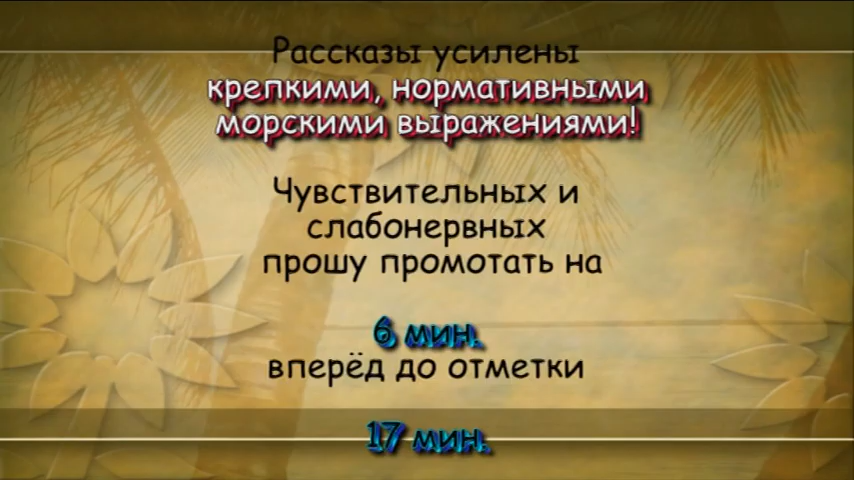 Рассказы усилены
крепкими, нормативными
морскими выражениями!
Чувствительных и
слабонервных
прошу промотать на
6 мин.
вперёд до отметки
17 мин.